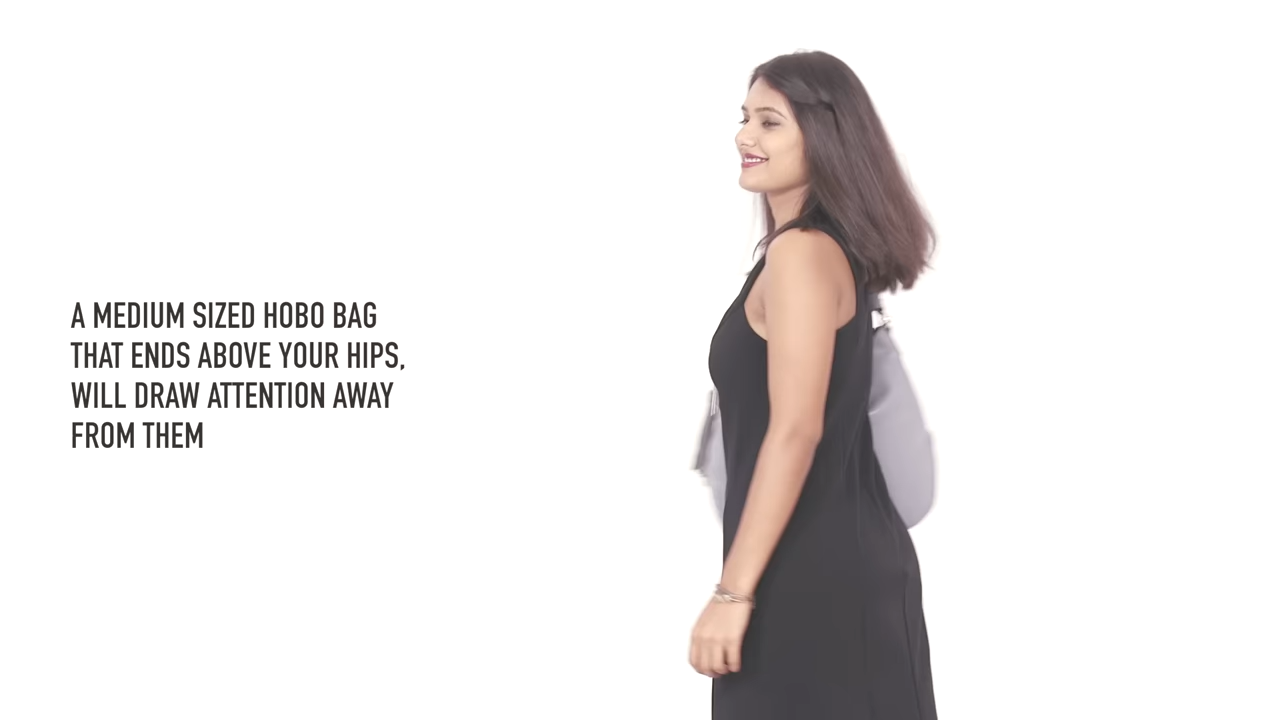 A MEDIUM SIZED HOBO BAG
THAT ENDS ABOVE YOUR HIPS,
WILL DRAW ATTENTION AWAY
FROM THEM